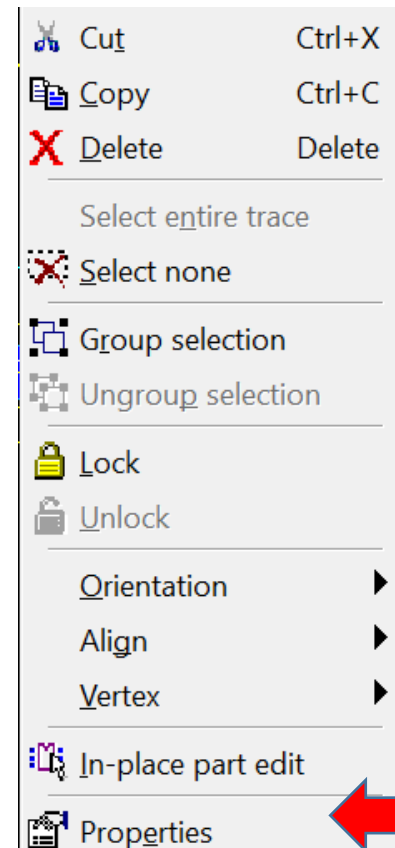 Cut Ctrl+X
Copy Ctrl+C
Delete Delete
Select entire trace
Select none
Group selection
Ungroup selection
Lock
Unlock
Orientation
Align
Vertex
In-place part edit
Properties